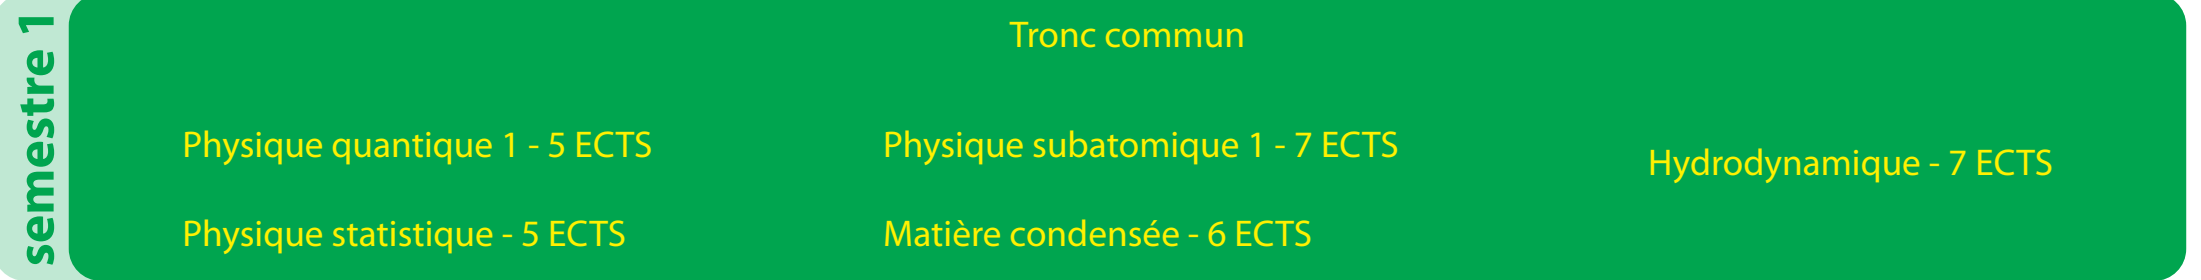 semestre 1
Tronc commun
Physique quantique 1 - 5 ECTS
Physique statistique - 5 ECTS
Physique subatomique 1 - 7 ECTS
Matière condensée - 6 ECTS
Hydrodynamique - 7 ECTS